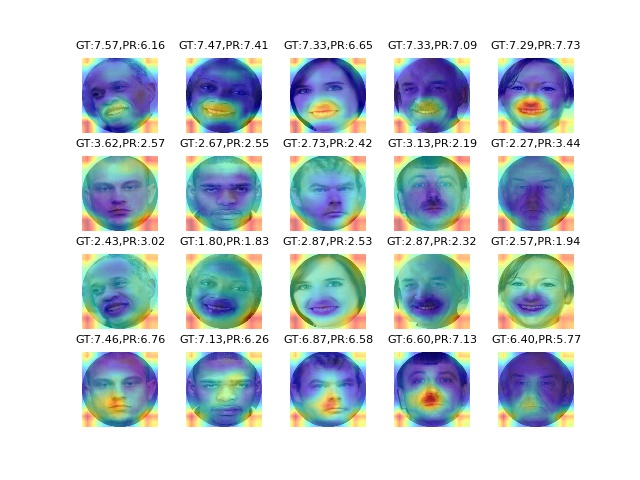 GT:7.57,PR:6.16 GT:7.47,PR:7.41 GT:7.33,PR:6.65 GT:7.33,PR:7.09 GT:7.29,PR:7.73
GT:3.62,PR:2.57 GT:2.67,PR:2.55 GT:2.73,PR:2.42 GT:3.13,PR:2.19 GT:2.27,PR:3.44
GT:2.43,PR:3.02 GT:1.80,PR:1.83 GT:2.87,PR:2.53 GT:2.87,PR:2.32 GT:2.57,PR:1.94
GT:7.46,PR:6.76 GT:7.13,PR:6.26 GT:6.87,PR:6.58 GT:6.60,PR:7.13 GT:6.40,PR:5.77